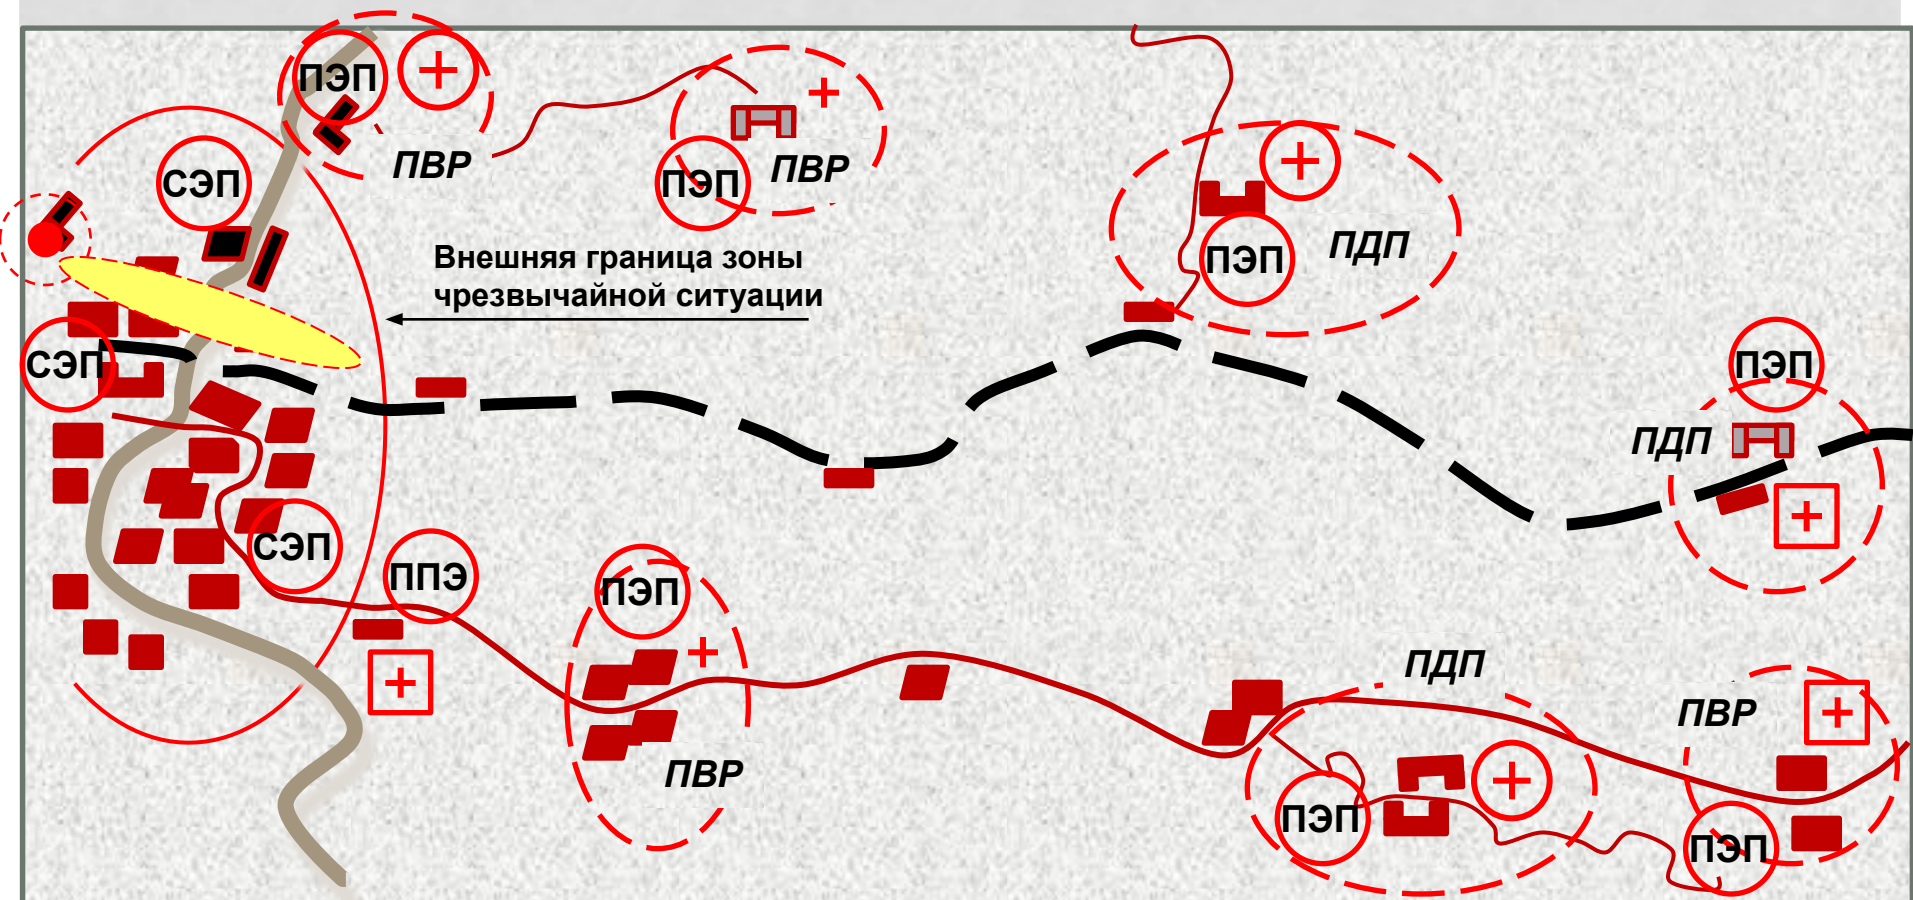 ПЭП
ПВР
СЭП
ПЭП
ПВР
ПЭП
ПДП
Внешняя граница зоны
чрезвычайной ситуации
СЭП
ПЭП
ПДП
СЭП
ППЭ
ПЭП
ПВР
ПДП
ПВР
ПЭП
ПЭП